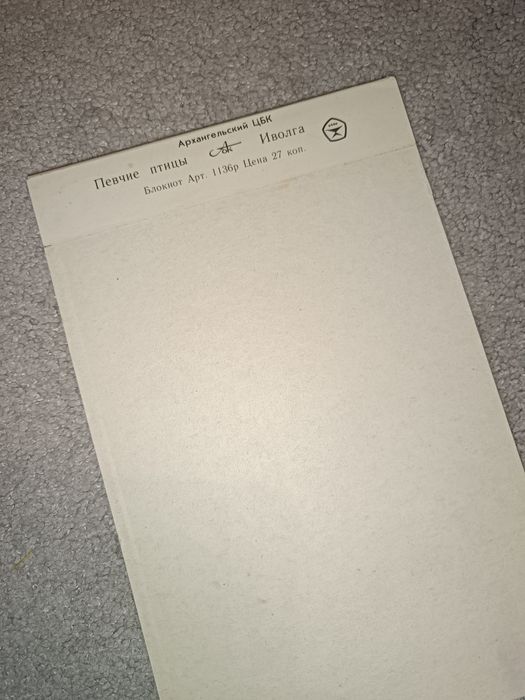 Архангельский ЦБК
Певчие птицы Иволга
Блокнот Арт. 1136р Цена 27 коп.